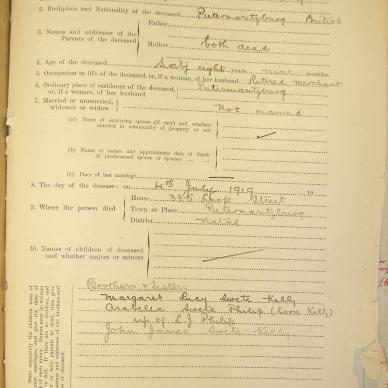 2. Birthplace and Nationality of the deceased Pietermaritzburg British
Father
3. Names and addresses of the Parents of the deceased
Mother both dead
4. Age of the deceased Sixty eight years nine months.
5. Occupation in life of the deceased, or, if a woman, of her husband Retired merchant
6. Ordinary place of residence of the deceased, or, if a woman, of her husband Pietermaritzburg
7. Married or unmarried, widower or widow Not married
(a) Name of surviving spouse (if any) and whether married in community of property or not
(b) Name or names and approximate date of death of predeceased spouse or spouses
(c) Place of last marriage
8. The day of the decease: on 4th July 1919 19
House 335 Loop Street
9. Where the person died Town or Place Pietermaritzburg
District Natal
10. Names of children of deceased and whether majors or minors
Brothers & Sisters
Margaret Lucy Swete Kelly
Arabella Swete Philip (born Kelly)
wife of L.J. Philip
John James Swete Kelly